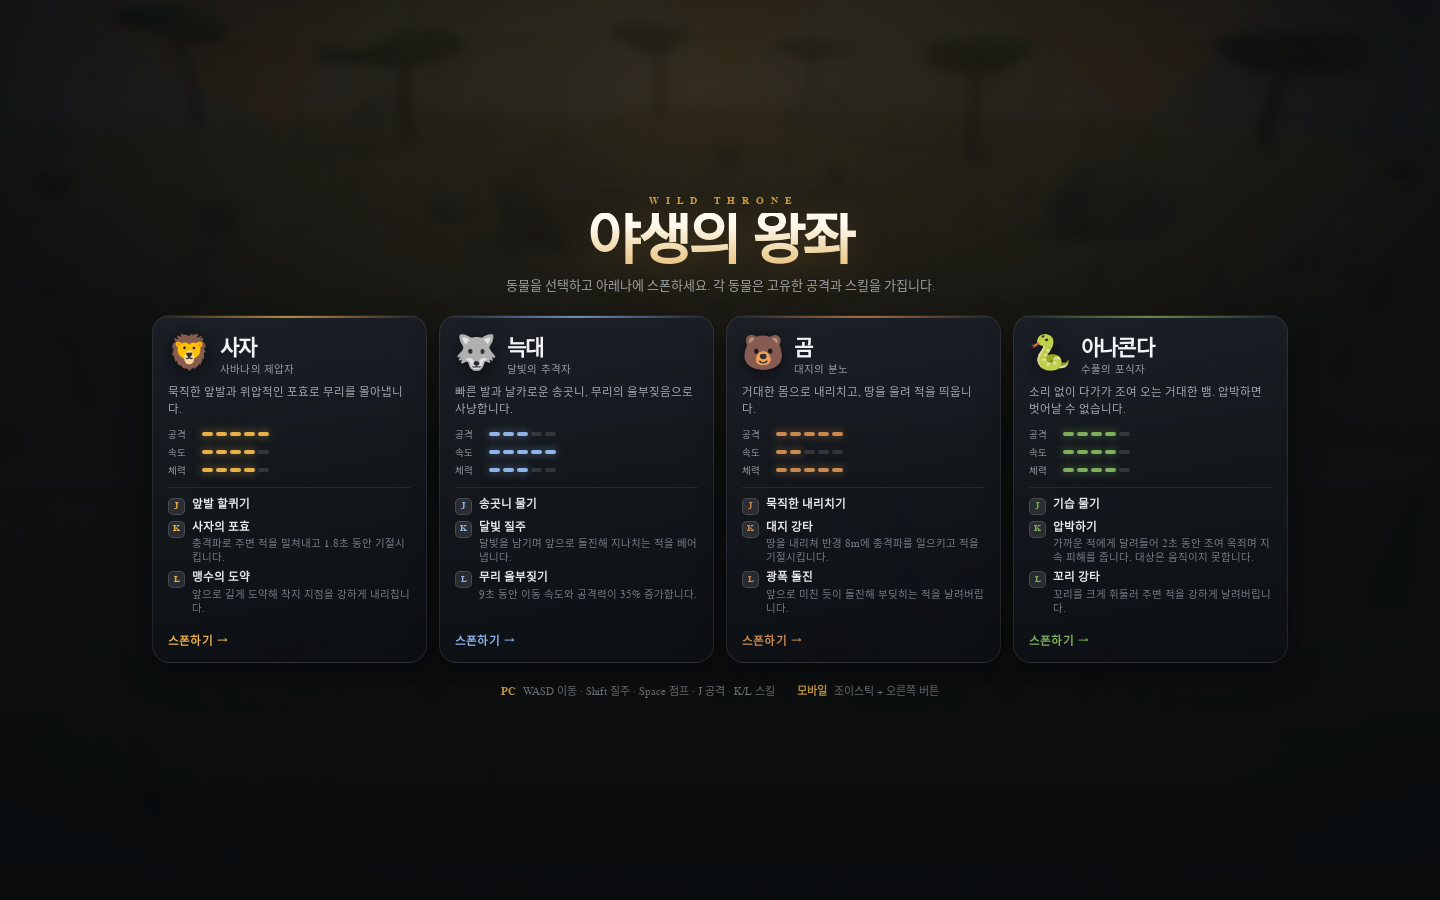 WILD THRONE
야생의 왕좌
동물을 선택하고 아레나에 스폰하세요. 각 동물은 고유한 공격과 스킬을 가집니다.
사자
사바나의 제압자
묵직한 앞발과 위압적인 포효로 무리를 몰아냅니
다.
공격
속도
체력
J 앞발 할퀴기
K 사자의 포효
충격파로 주변 적을 밀쳐내고 1.8초 동안 기절시
킵니다.
L 맹수의 도약
앞으로 길게 도약해 착지 지점을 강하게 내리칩니
다.
스폰하기 →
늑대
달빛의 추격자
빠른 발과 날카로운 송곳니, 무리의 울부짖음으로
사냥합니다.
공격
속도
체력
J 송곳니 물기
K 달빛 질주
달빛을 남기며 앞으로 돌진해 지나치는 적을 베어
냅니다.
L 무리 울부짖기
9초 동안 이동 속도와 공격력이 35% 증가합니다.
스폰하기 →
곰
대지의 분노
거대한 몸으로 내리치고, 땅을 울려 적을 띄웁니
다.
공격
속도
체력
J 묵직한 내리치기
K 대지 강타
땅을 내리쳐 반경 8m에 충격파를 일으키고 적을
기절시킵니다.
L 광폭 돌진
앞으로 미친 듯이 돌진해 부딪히는 적을 날려버립
니다.
스폰하기 →
아나콘다
수풀의 포식자
소리 없이 다가가 조여 오는 거대한 뱀. 압박하면
벗어날 수 없습니다.
공격
속도
체력
J 기습 물기
K 압박하기
가까운 적에게 달려들어 2초 동안 조여 옥죄며 지
속 피해를 줍니다. 대상은 움직이지 못합니다.
L 꼬리 강타
꼬리를 크게 휘둘러 주변 적을 강하게 날려버립니
다.
스폰하기 →
PC WASD 이동 · Shift 질주 · Space 점프 · J 공격 · K/L 스킬 모바일 조이스틱 + 오른쪽 버튼